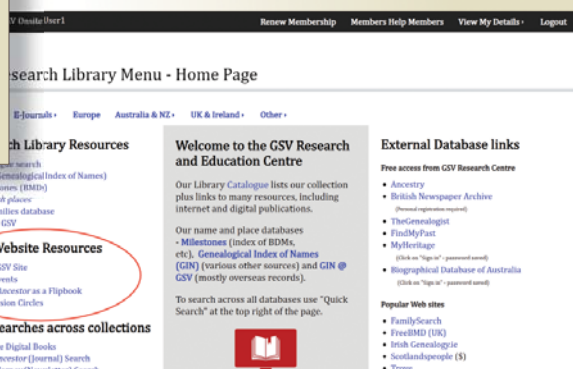 V Onsite User1
Renew Membership Members Help Members View My Details Logout
search Library Menu - Home Page
E-Journals Europe Australia & NZ UK & Ireland Other
ch Library Resources
search
Genealogical Index of Names)
ones (BMDs)
places
ilies database
GSV
Website Resources
GSV Site
vents
Ancestor as a Flipbook
sion Circles
earches across collections
e Digital Books
ncestor (Journal) Search
Welcome to the GSV Research
and Education Centre
Our Library Catalogue lists our collection
plus links to many resources, including
internet and digital publications.
Our name and place databases
- Milestones (index of BDMs,
etc), Genealogical Index of Names
(GIN) (various other sources) and GIN @
GSV (mostly overseas records).
To search across all databases use "Quick
Search" at the top right of the page.
External Database links
Free access from GSV Research Centre
• Ancestry
• British Newspaper Archive
(Personal registration required)
• TheGenealogist
• FindMyPast
• MyHeritage
(Click on "Sign in" - password saved)
• Biographical Database of Australia
(Click on "Sign in" - password saved)
Popular Web sites
• FamilySearch
• FreeBMD (UK)
• Irish Genealogy.ie
• Scotlandspeople ($)
• Trove